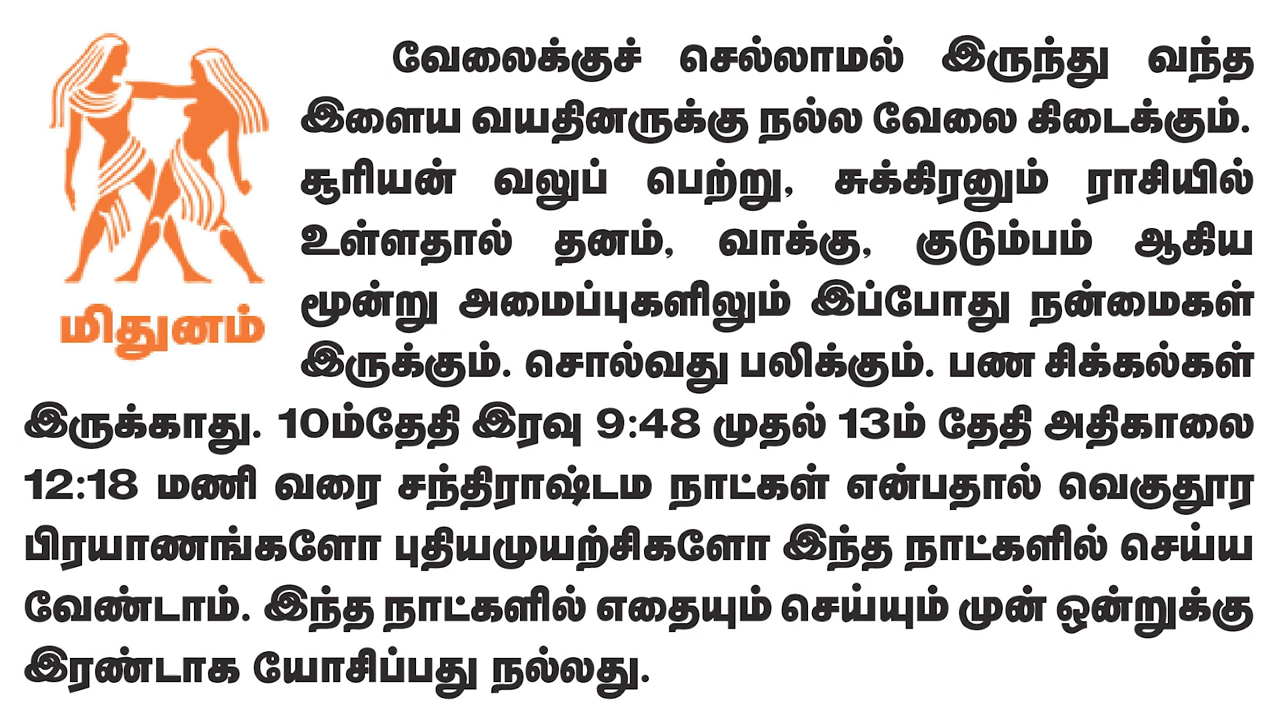 வேலைக்குச் செல்லாமல் இருந்து வந்த
இளைய வயதினருக்கு நல்ல வேலை கிடைக்கும்.
சூரியன் வலுப் பெற்று, சுக்கிரனும் ராசியில்
உள்ளதால் தனம், வாக்கு, குடும்பம் ஆகிய
மூன்று அமைப்புகளிலும் இப்போது நன்மைகள்
இருக்கும். சொல்வது பலிக்கும். பண சிக்கல்கள்
மிதுனம்
இருக்காது. 10ம்தேதி இரவு 9:48 முதல் 13ம் தேதி அதிகாலை
12:18 மணி வரை சந்திராஷ்டம நாட்கள் என்பதால் வெகுதூர
பிரயாணங்களோ புதியமுயற்சிகளோ இந்த நாட்களில் செய்ய
வேண்டாம். இந்த நாட்களில் எதையும் செய்யும் முன் ஒன்றுக்கு
இரண்டாக யோசிப்பது நல்லது.